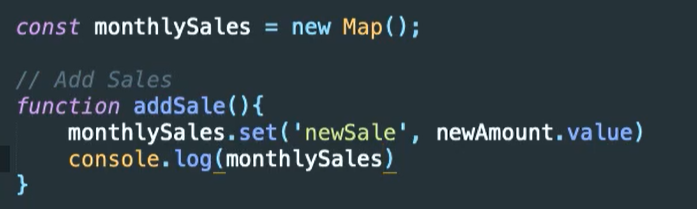 const monthlySales = new Map();
// Add Sales
function addSale(){
monthlySales.set('newSale', newAmount.value)
console.log(monthlySales)
}